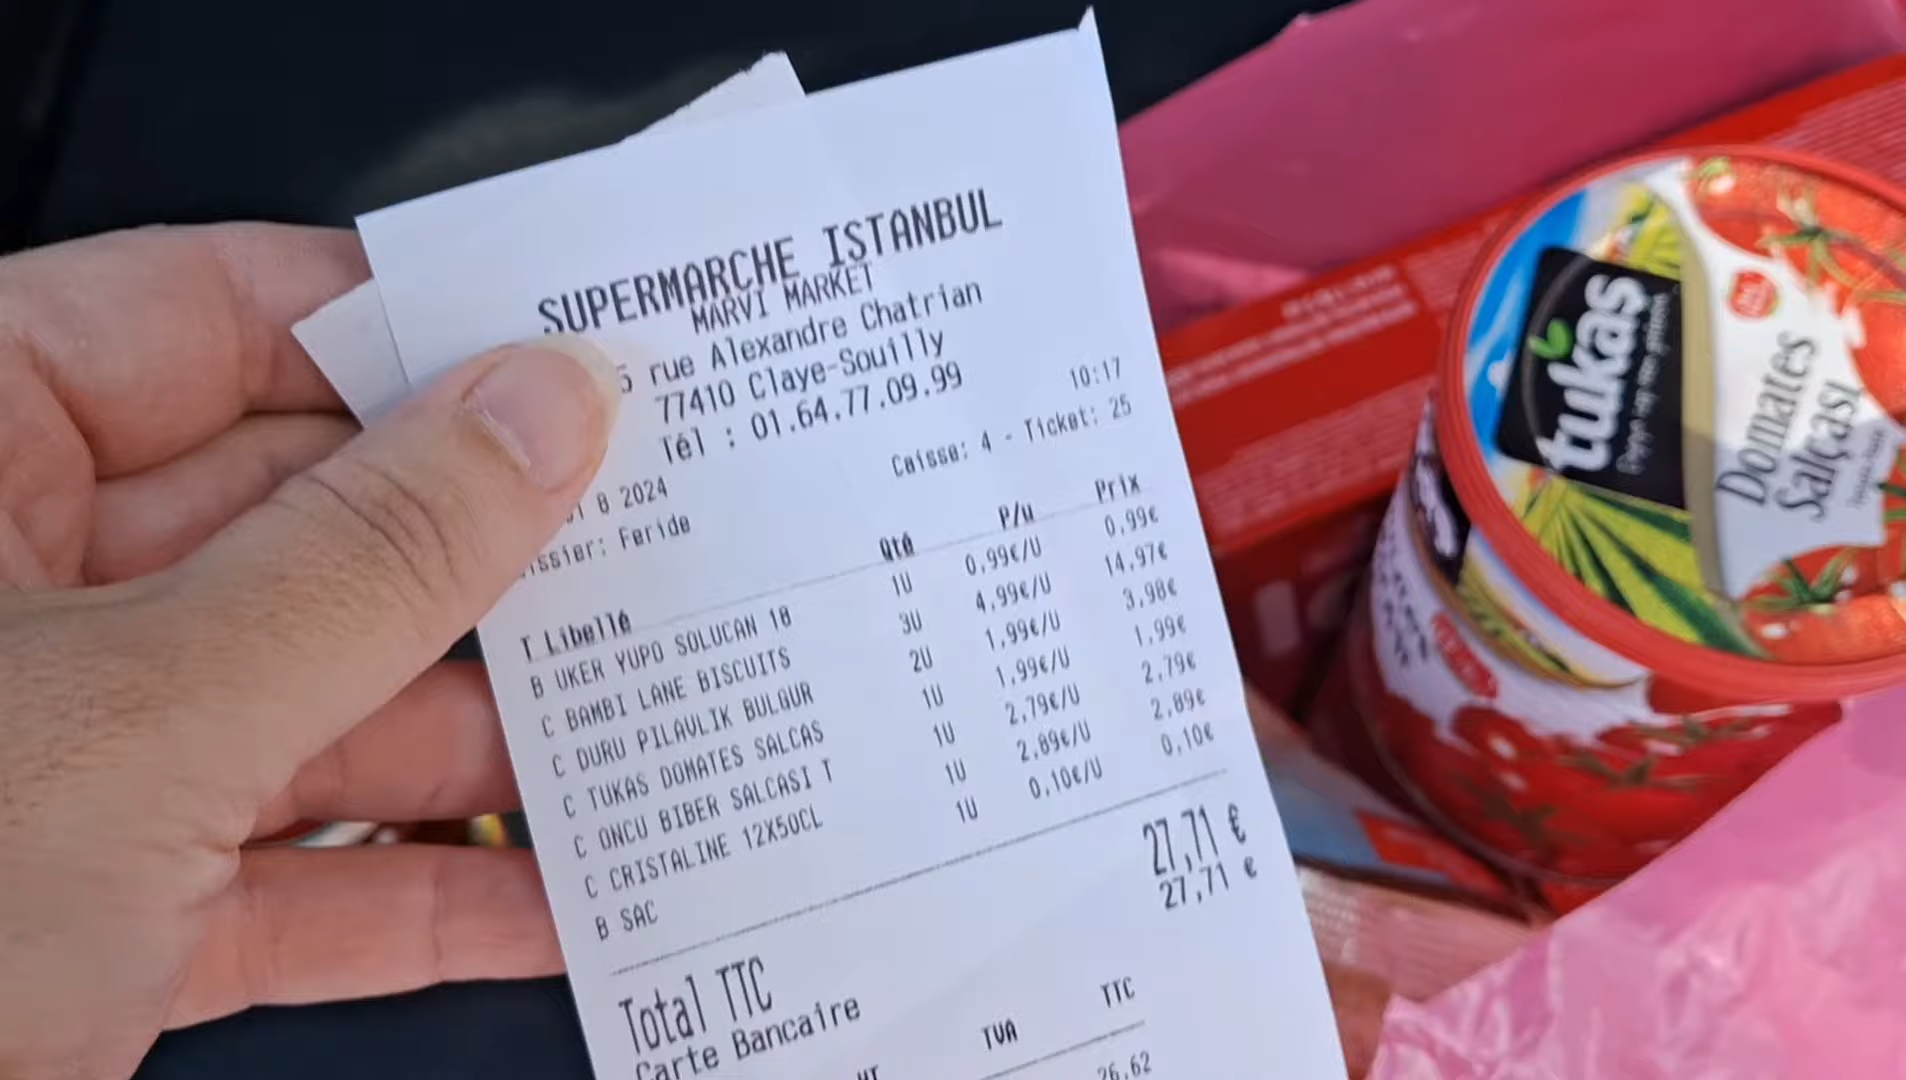 SUPERMARCHE ISTANBUL
MARVI MARKET
5 rue Alexandre Chatrian
77410 Claye-Souilly
Tél : 01.64.77.09.99
8 2024 10:17
issier: Feride Caisse: 4 - Ticket: 25
T Libellé Qté P/u Prix
B UKER YUPO SOLUCAN 18 1U 0,99€/U 0,99€
C BAMBI LANE BISCUITS 3U 4,99€/U 14,97€
C DURU PILAVLIK BULGUR 2U 1,99€/U 3,98€
C TUKAS DOMATES SALCAS 1U 1,99€/U 1,99€
C ONCU BIBER SALCASI T 1U 2,79€/U 2,79€
C CRISTALINE 12X50CL 1U 2,89€/U 2,89€
B SAC 1U 0,10€/U 0,10€
Total TTC 27,71 €
Carte Bancaire 27,71 €
HT TVA TTC
26,62
tukaş
Domates
Salçası